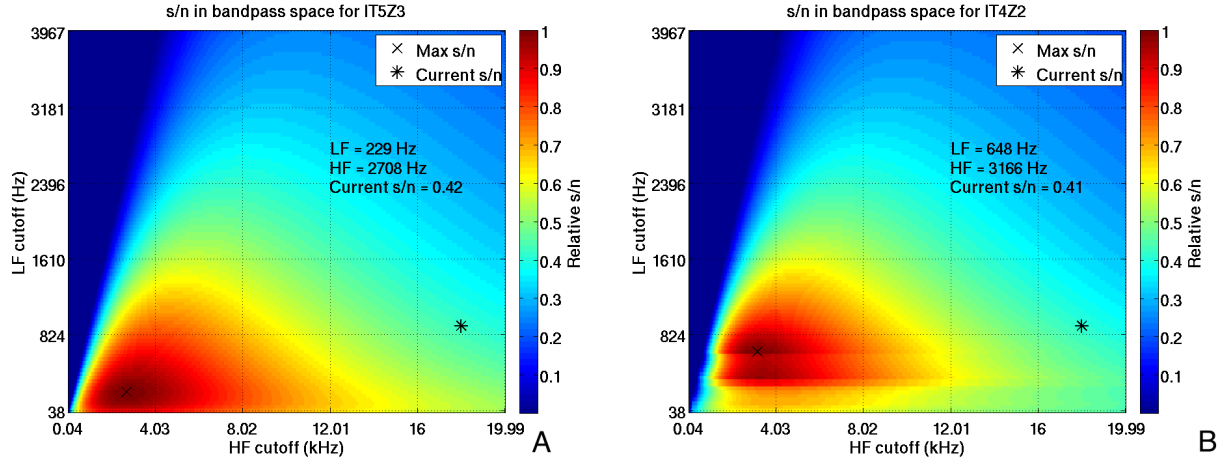 s/n in bandpass space for IT5Z3
3967
3181
2396
1610
824
38
LF cutoff (Hz)
0.04
4.03
8.02
12.01
16
19.99
HF cutoff (kHz)
Max s/n
Current s/n
LF = 229 Hz
HF = 2708 Hz
Current s/n = 0.42
1
0.9
0.8
0.7
0.6
0.5
0.4
0.3
0.2
0.1
Relative s/n
A
s/n in bandpass space for IT4Z2
3967
3181
2396
1610
824
38
LF cutoff (Hz)
0.04
4.03
8.02
12.01
16
19.99
HF cutoff (kHz)
Max s/n
Current s/n
LF = 648 Hz
HF = 3166 Hz
Current s/n = 0.41
1
0.9
0.8
0.7
0.6
0.5
0.4
0.3
0.2
0.1
Relative s/n
B